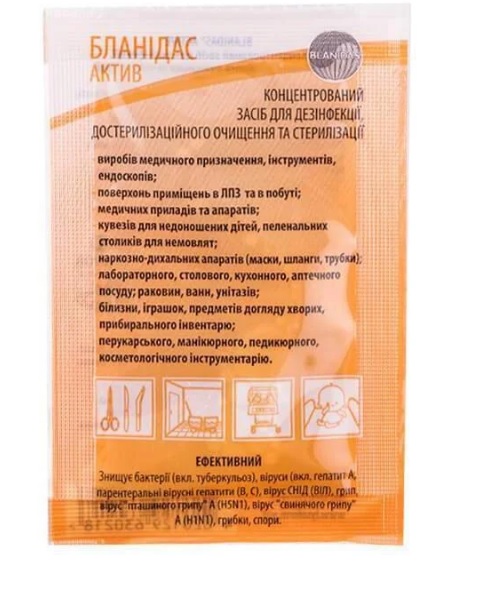 БЛАНІДАС
АКТИВ
BLANIDAS
КОНЦЕНТРОВАНИЙ
ЗАСІБ ДЛЯ ДЕЗІНФЕКЦІЇ,
ДОСТЕРИЛІЗАЦІЙНОГО ОЧИЩЕННЯ ТА СТЕРИЛІЗАЦІЇ
виробів медичного призначення, інструментів,
ендоскопів;
поверхонь приміщень в ЛПЗ та в побуті;
медичних приладів та апаратів;
кувезів для недоношених дітей, пеленальних
столиків для немовлят;
наркозно-дихальних апаратів (маски, шланги, трубки);
лабораторного, столового, кухонного, аптечного
посуду; раковин, ванн, унітазів;
білизни, іграшок, предметів догляду хворих,
прибирального інвентарю;
перукарського, манікюрного, педикюрного,
косметологічного інструментарію.
ЕФЕКТИВНИЙ
Знищує бактерії (вкл. туберкульоз), віруси (вкл. гепатит А,
парентеральні вірусні гепатити (В, С), вірус СНІД (ВІЛ), грип,
вірус "пташиного грипу" А (H5N1), вірус "свинячого грипу"
А (H1N1), грибки, спори.